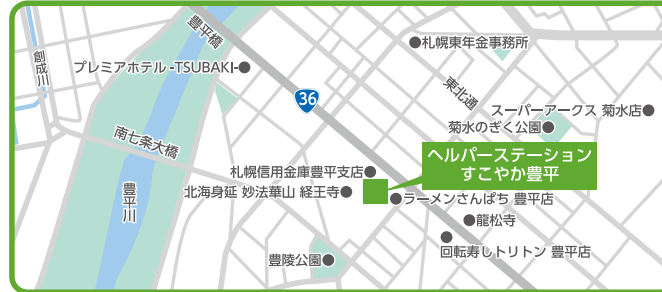 豊平橋
●札幌東年金事務所
創成川
プレミアホテル -TSUBAKI-●
36
東北通
スーパーアークス 菊水店●
菊水のぎく公園●
南七条大橋
ヘルパーステーション
すこやか豊平
札幌信用金庫豊平支店●
北海身延 妙法華山 経王寺●
●ラーメンさんぱち 豊平店
豊平川
●龍松寺
●
回転寿しトリトン 豊平店
豊陵公園●